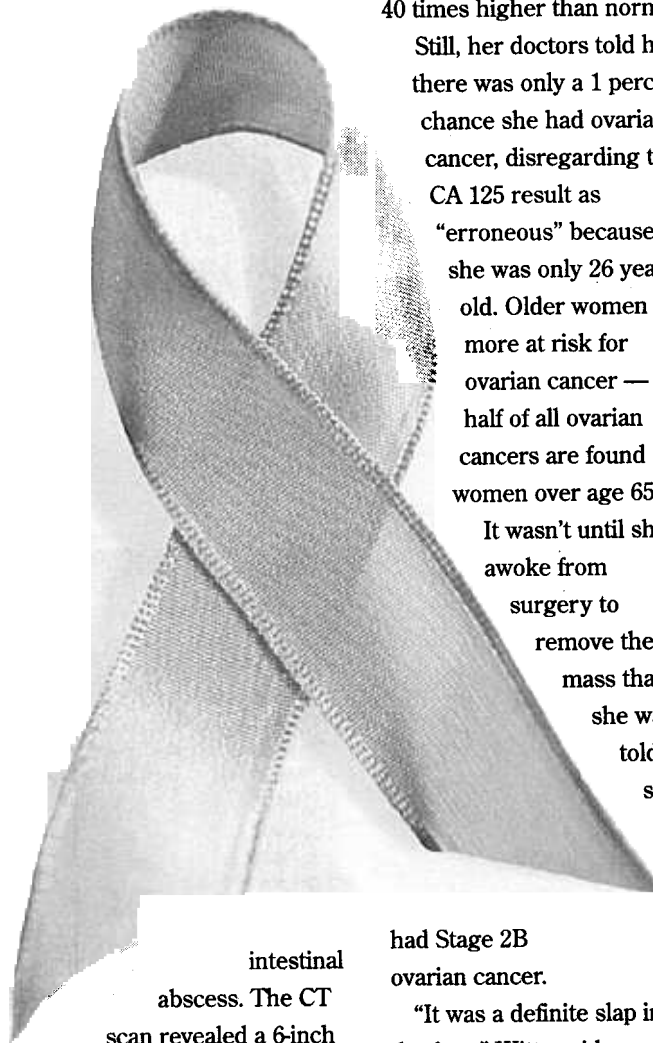 intestinal
abscess. The CT
scan revealed a 6-inch
40 times higher than norm
Still, her doctors told h
there was only a 1 perc
chance she had ovaria
cancer, disregarding t
CA 125 result as
“erroneous” because
she was only 26 yea
old. Older women
more at risk for
ovarian cancer —
half of all ovarian
cancers are found
women over age 65
It wasn't until sh
awoke from
surgery to
remove the
mass tha
she w
told
s
had Stage 2B
ovarian cancer.
“It was a definite slap in